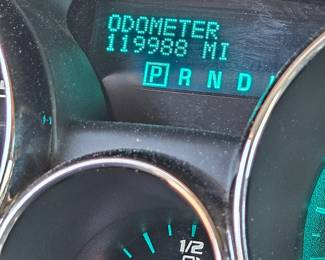 ODOMETER
119988 MI
P R N D
1/2